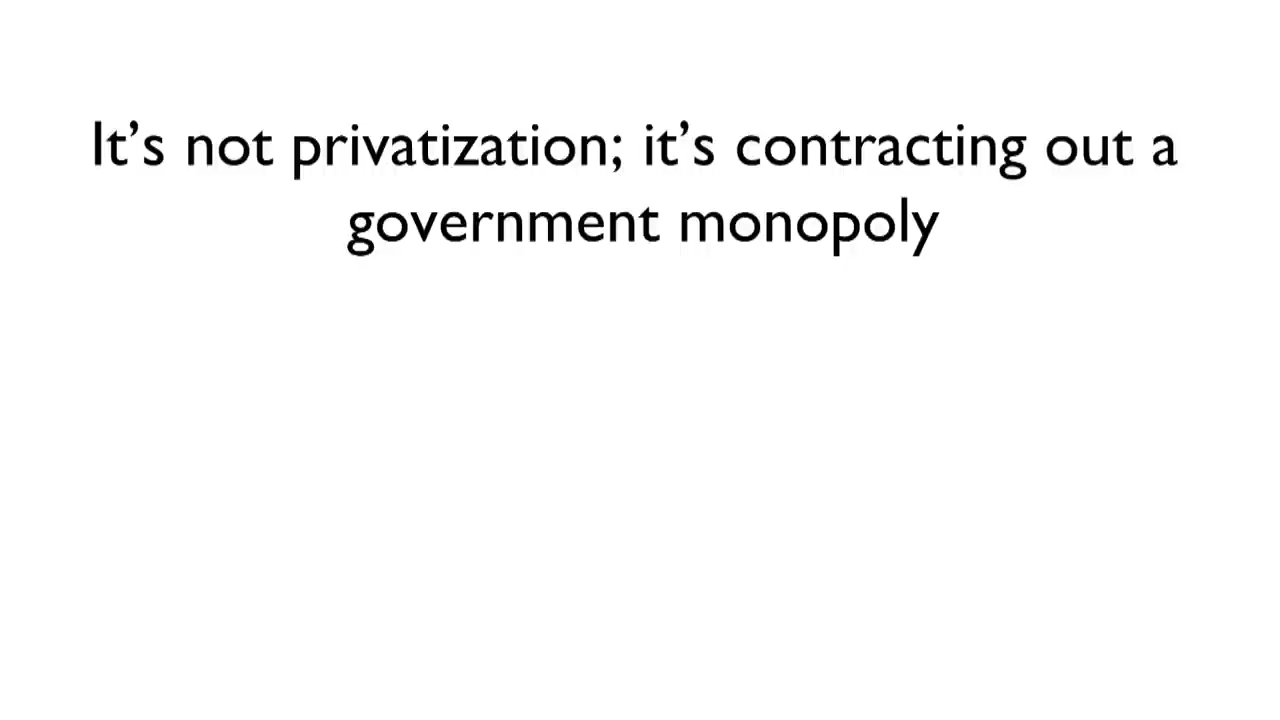 It’s not privatization; it’s contracting out a
government monopoly